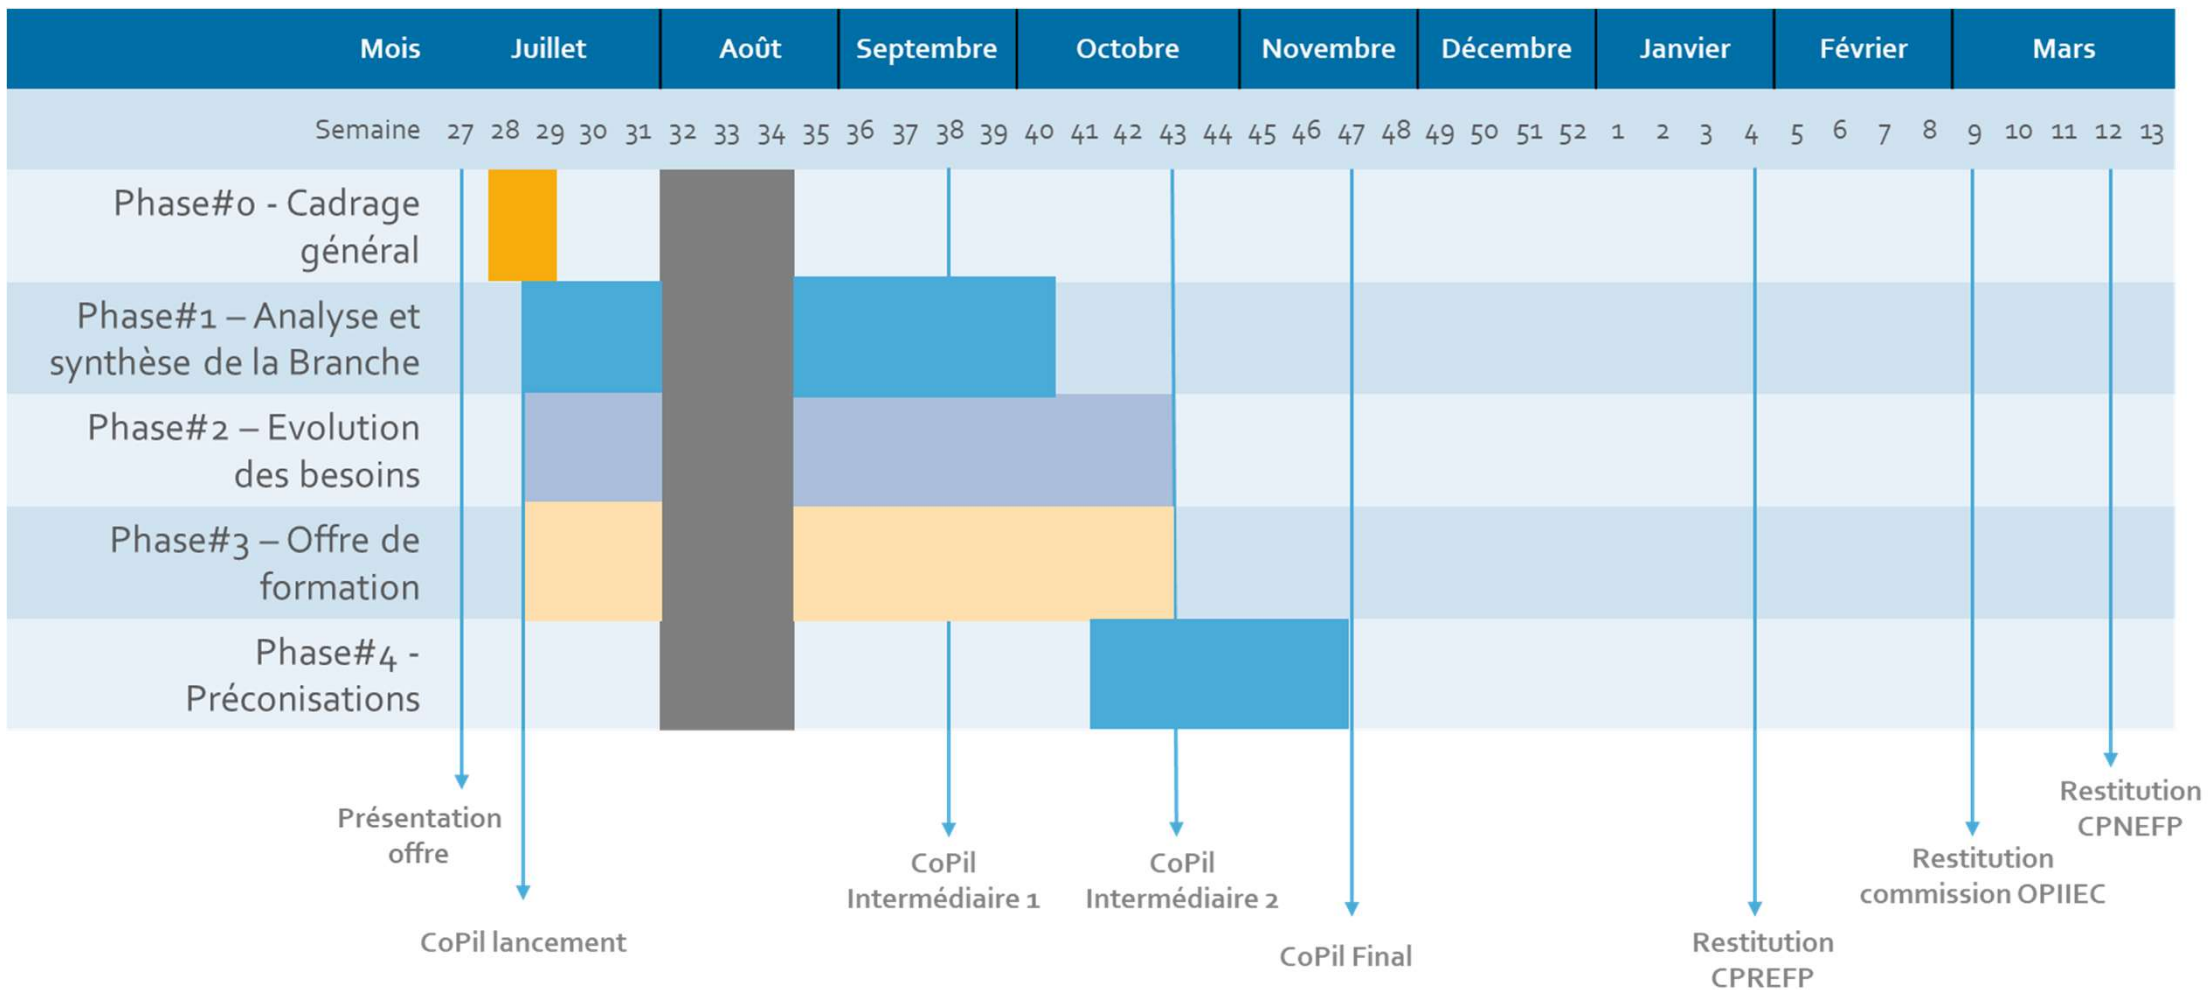 Mois Juillet Août Septembre Octobre Novembre Décembre Janvier Février Mars
Semaine 27 28 29 30 31 32 33 34 35 36 37 38 39 40 41 42 43 44 45 46 47 48 49 50 51 52 1 2 3 4 5 6 7 8 9 10 11 12 13
Phase#0 - Cadrage
général
Phase#1 – Analyse et
synthèse de la Branche
Phase#2 – Evolution
des besoins
Phase#3 – Offre de
formation
Phase#4 -
Préconisations
Présentation
offre
CoPil lancement
CoPil
Intermédiaire 1
CoPil
Intermédiaire 2
CoPil Final
Restitution
CPREFP
Restitution
commission OPIIEC
Restitution
CPNEFP